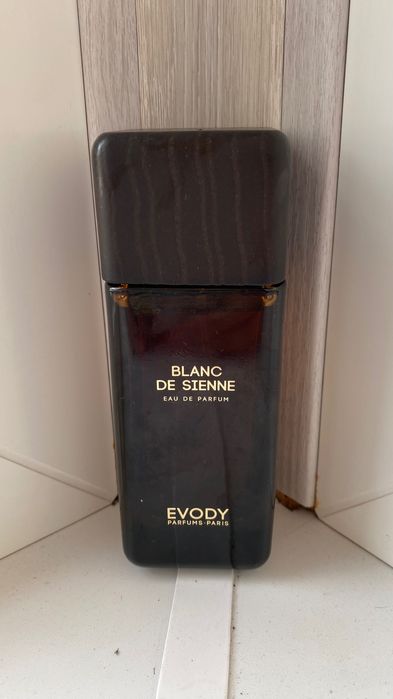 BLANC
DE SIENNE
EAU DE PARFUM
EVODY
PARFUMS·PARIS